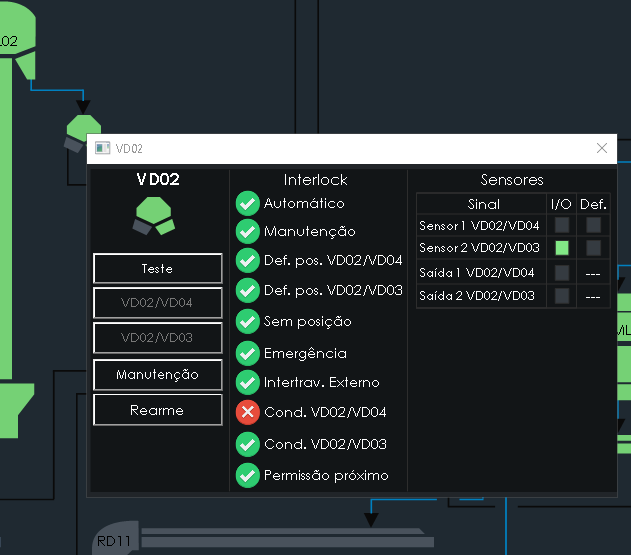 VD02
VD02
Teste
VD02/VD04
VD02/VD03
Manutenção
Rearme
Interlock
Automático
Manutenção
Def. pos. VD02/VD04
Def. pos. VD02/VD03
Sem posição
Emergência
Intertrav. Externo
Cond. VD02/VD04
Cond. VD02/VD03
Permissão próximo
Sensores
Sinal I/O Def.
Sensor 1 VD02/VD04
Sensor 2 VD02/VD03
Saída 1 VD02/VD04 ---
Saída 2 VD02/VD03 ---
RD11